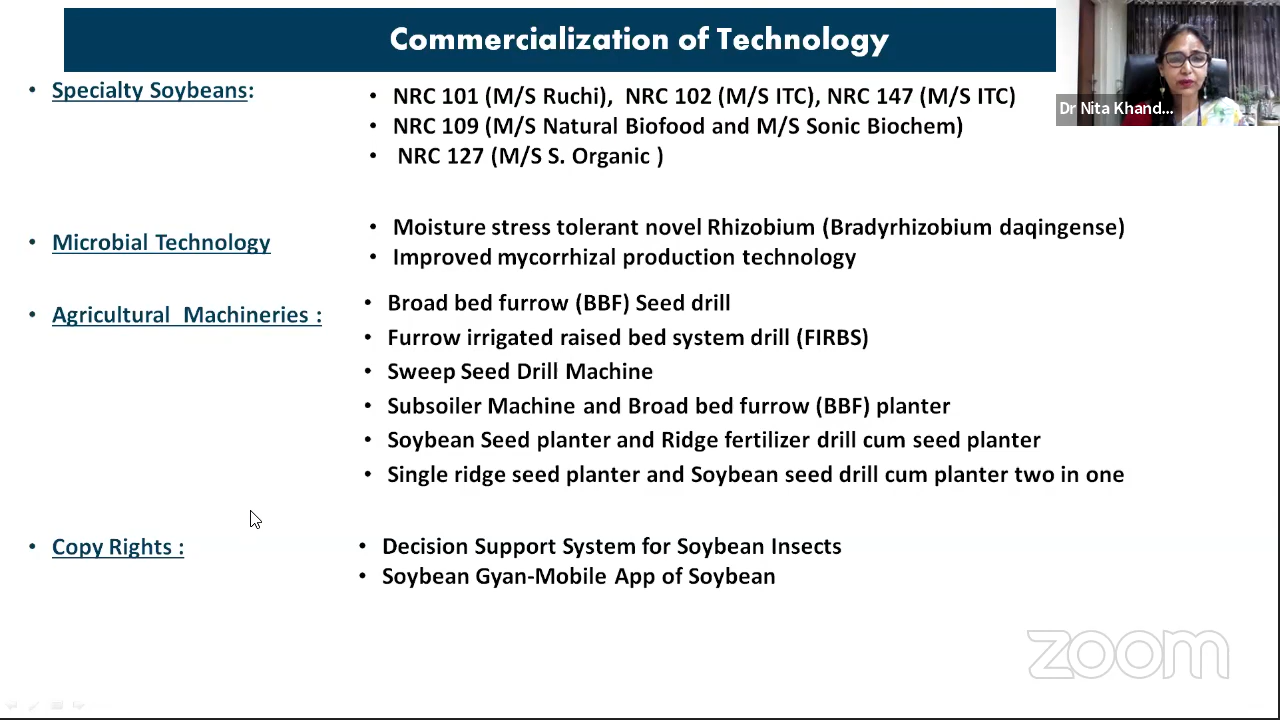 Commercialization of Technology
Dr Nita Khand...
• Specialty Soybeans:
• NRC 101 (M/S Ruchi), NRC 102 (M/S ITC), NRC 147 (M/S ITC)
• NRC 109 (M/S Natural Biofood and M/S Sonic Biochem)
• NRC 127 (M/S S. Organic )
• Microbial Technology
• Moisture stress tolerant novel Rhizobium (Bradyrhizobium daqingense)
• Improved mycorrhizal production technology
• Agricultural Machineries :
• Broad bed furrow (BBF) Seed drill
• Furrow irrigated raised bed system drill (FIRBS)
• Sweep Seed Drill Machine
• Subsoiler Machine and Broad bed furrow (BBF) planter
• Soybean Seed planter and Ridge fertilizer drill cum seed planter
• Single ridge seed planter and Soybean seed drill cum planter two in one
• Copy Rights :
• Decision Support System for Soybean Insects
• Soybean Gyan-Mobile App of Soybean
zoom